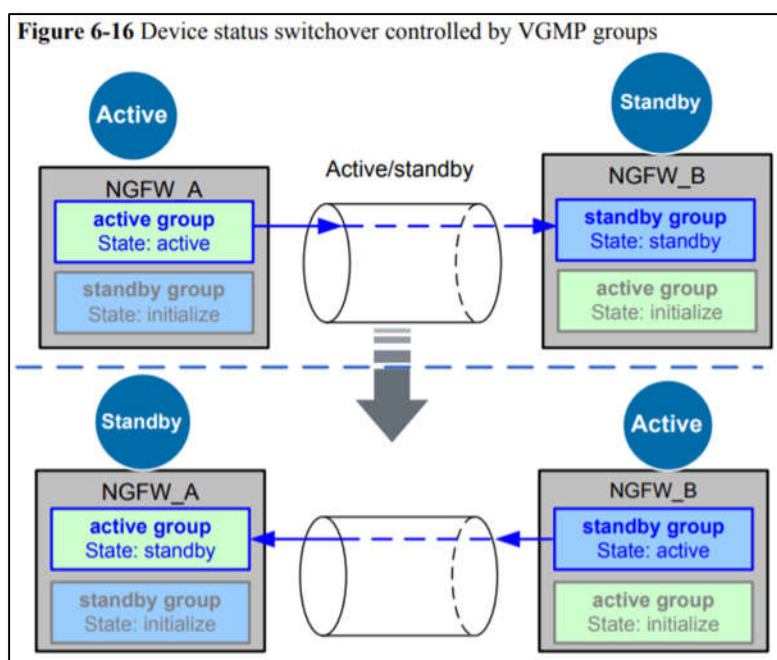 Figure 6-16 Device status switchover controlled by VGMP groups
Active
Standby
Active/standby
NGFW_A
active group
State: active
standby group
State: initialize
NGFW_B
standby group
State: standby
active group
State: initialize
Standby
Active
NGFW_A
active group
State: standby
standby group
State: initialize
NGFW_B
standby group
State: active
active group
State: initialize